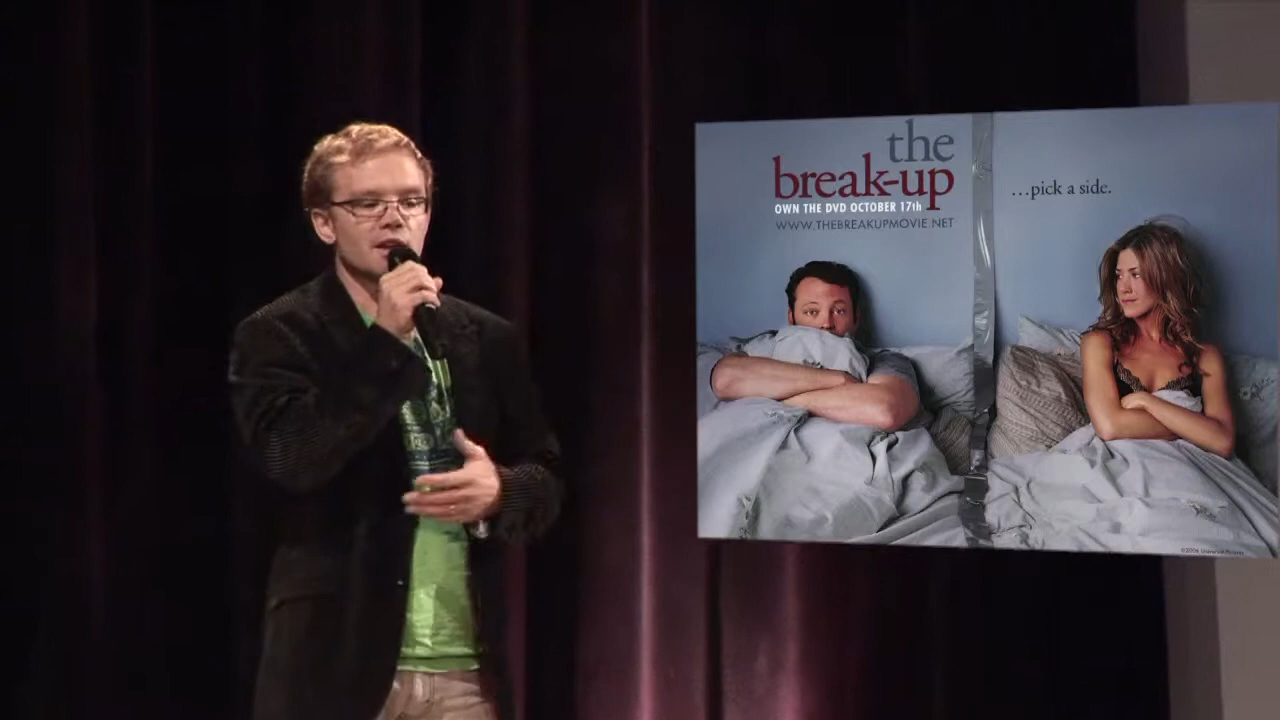 the
break-up
OWN THE DVD OCTOBER 17th
WWW.THEBREAKUPMOVIE.NET
...pick a side.